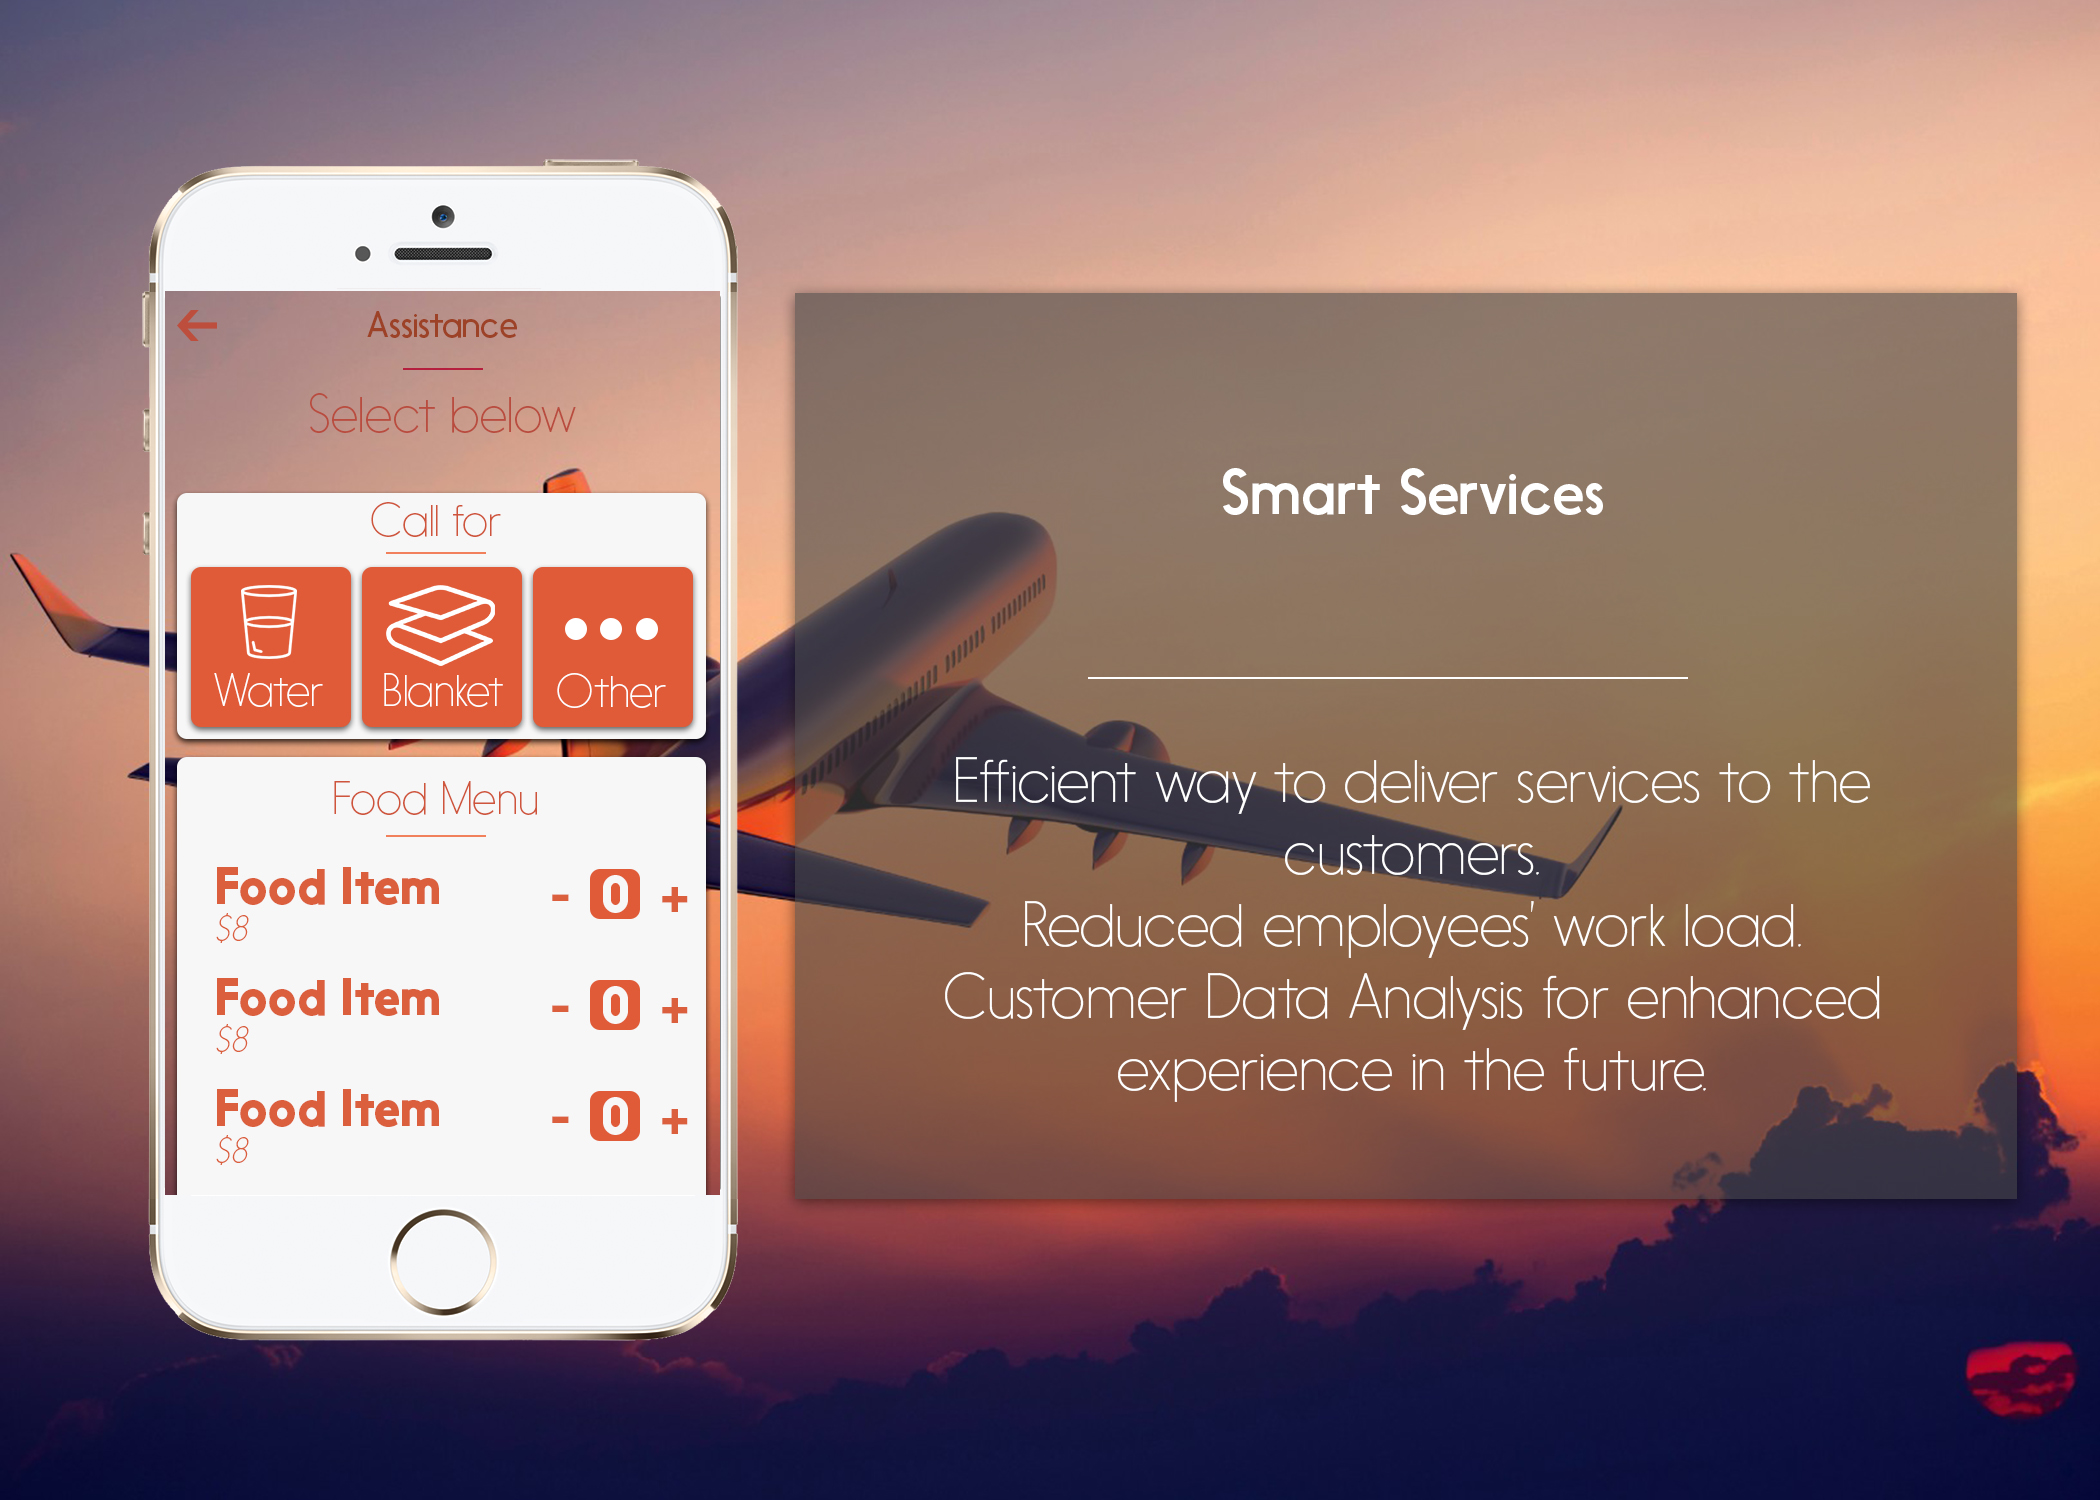 Assistance
Select below
Call for
Water Blanket Other
Food Menu
Food Item - 0 +
$8
Food Item - 0 +
$8
Food Item - 0 +
$8
Smart Services
Efficient way to deliver services to the
customers.
Reduced employees' work load.
Customer Data Analysis for enhanced
experience in the future.